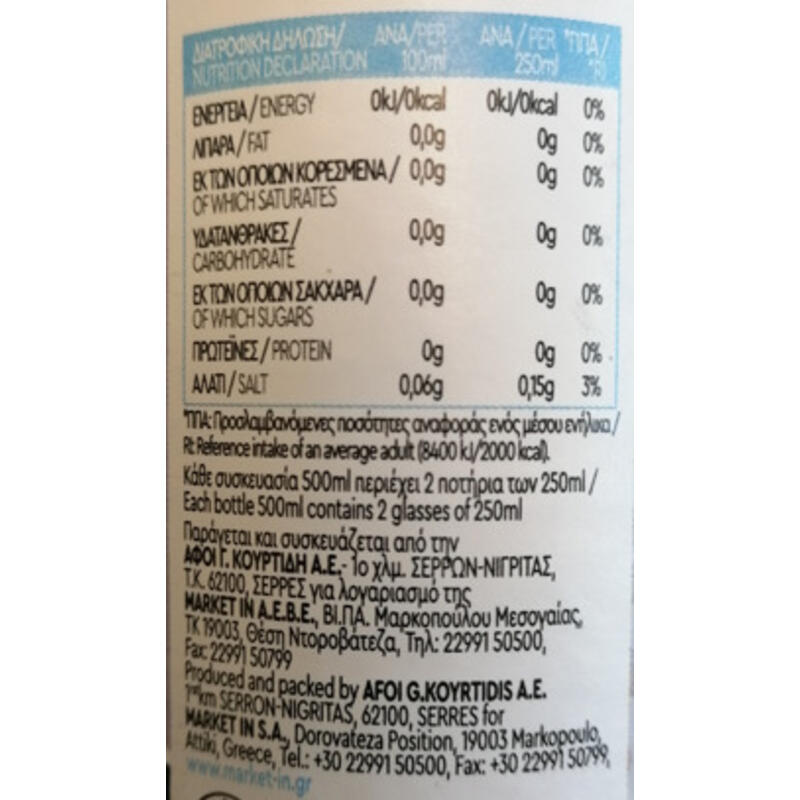 ΔΙΑΤΡΟΦΙΚΗ ΔΗΛΩΣΗ/ ΑΝΑ/PER ΑΝΑ/PER *ΠΠΑ/
NUTRITION DECLARATION 100ml 250ml *RI
ΕΝΕΡΓΕΙΑ/ENERGY 0kJ/0kcal 0kJ/0kcal 0%
ΛΙΠΑΡΑ/FAT 0,0g 0g 0%
ΕΚ ΤΩΝ ΟΠΟΙΩΝ ΚΟΡΕΣΜΕΝΑ/ 0,0g 0g 0%
OF WHICH SATURATES
ΥΔΑΤΑΝΘΡΑΚΕΣ/ 0,0g 0g 0%
CARBOHYDRATE
ΕΚ ΤΩΝ ΟΠΟΙΩΝ ΣΑΚΧΑΡΑ/ 0,0g 0g 0%
OF WHICH SUGARS
ΠΡΩΤΕΪΝΕΣ/PROTEIN 0g 0g 0%
ΑΛΑΤΙ/SALT 0,06g 0,15g 3%
*ΠΠΑ: Προσλαμβανόμενες ποσότητες αναφοράς ενός μέσου ενήλικα/
RI: Reference intake of an average adult (8400 kJ/2000 kcal).
Κάθε συσκευασία 500ml περιέχει 2 ποτήρια των 250ml/
Each bottle 500ml contains 2 glasses of 250ml
Παράγεται και συσκευάζεται από την
ΑΦΟΙ Γ. ΚΟΥΡΤΙΔΗ Α.Ε.- 1ο χλμ. ΣΕΡΡΩΝ-ΝΙΓΡΙΤΑΣ,
Τ.Κ. 62100, ΣΕΡΡΕΣ για λογαριασμό της
MARKET IN Α.Ε.Β.Ε., ΒΙ.ΠΑ. Μαρκοπούλου Μεσογαίας,
ΤΚ 19003, Θέση Ντοροβάτεζα, Τηλ: 22991 50500,
Fax: 22991 50799
Produced and packed by AFOI G.KOYRTIDIS A.E.
1st km SERRON-NIGRITAS, 62100, SERRES for
MARKET IN S.A., Dorovateza Position, 19003 Markopoulo,
Attiki, Greece, Tel.: +30 22991 50500, Fax: +30 22991 50799,
www.market-in.gr